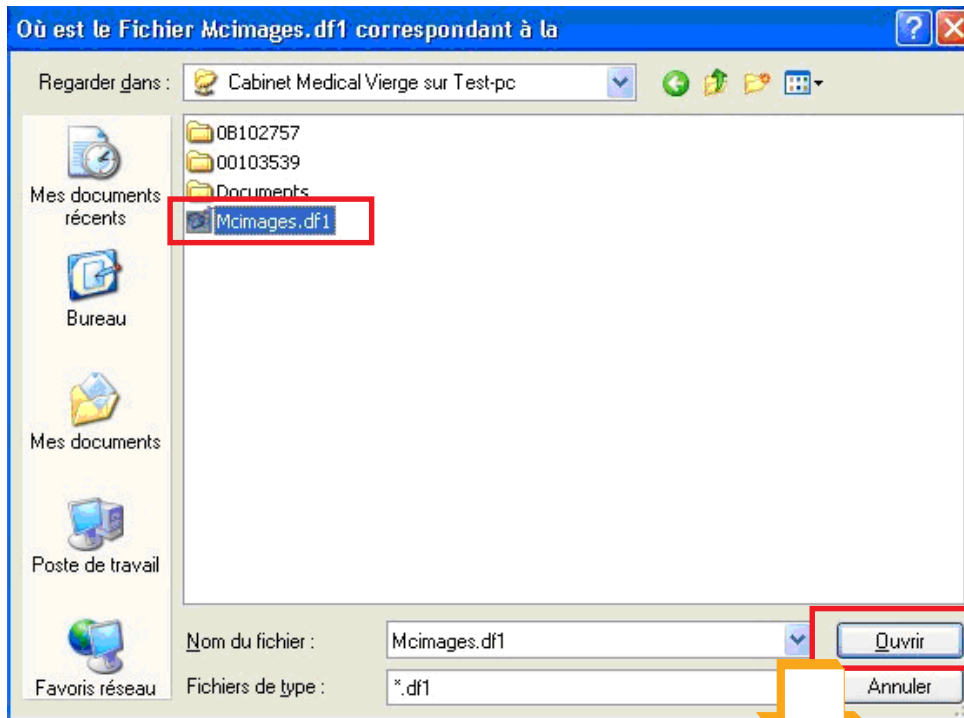 Où est le Fichier Mcimages.df1 correspondant à la
Regarder dans :
Cabinet Medical Vierge sur Test-pc
0B102757
00103539
Documents
Mcimages.df1
Mes documents
récents
Bureau
Mes documents
Poste de travail
Favoris réseau
Nom du fichier :
Mcimages.df1
Ouvrir
Fichiers de type :
*.df1
Annuler